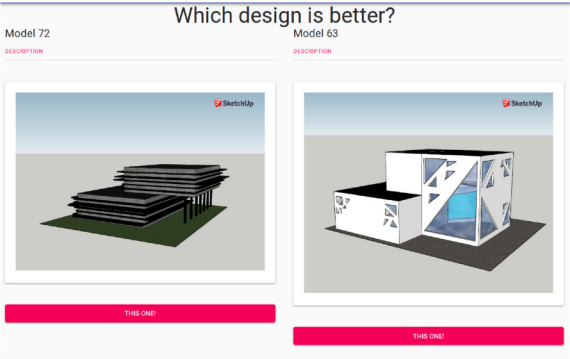 Which design is better?
Model 72
DESCRIPTION
SketchUp
THIS ONE!
Model 63
DESCRIPTION
SketchUp
THIS ONE!